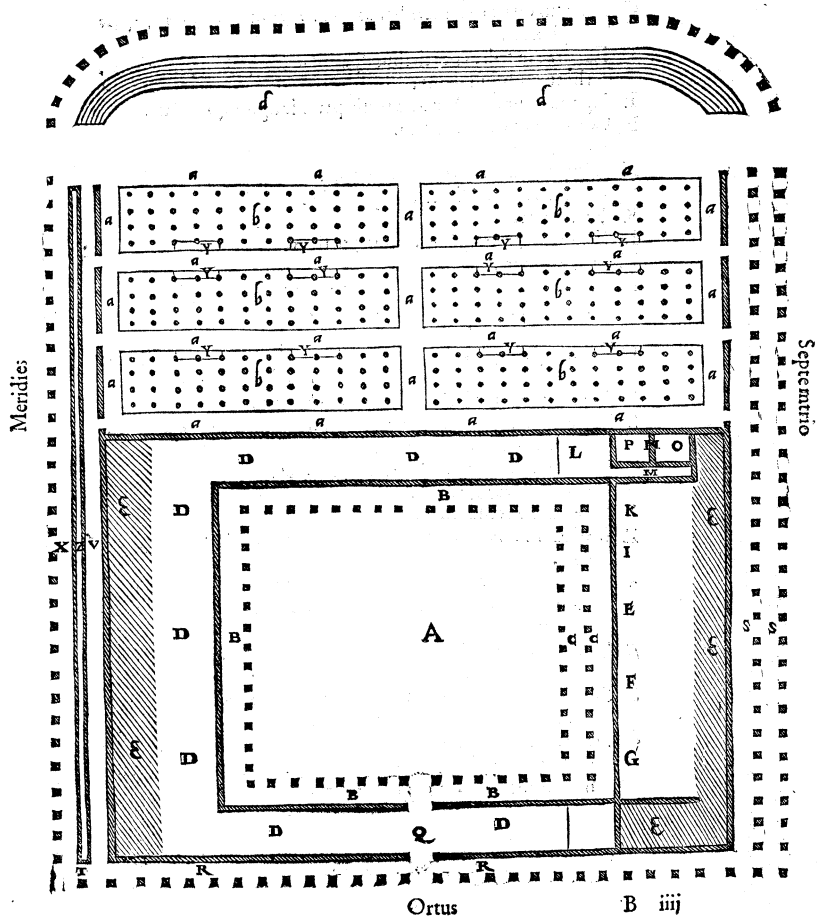 d d
a a a a
b b
a a a
Y Y Y Y
a a a a
Y Y Y Y
b b
a a a
a a a a
Y Y Y Y
b b
a a a
a a a a
Meridies
Septemtrio
D D D L P N O
M
B
D K
X Z V
I
D B A C C E
S S
F
D G
B B
D Q D
T R R
Ortus B iiij